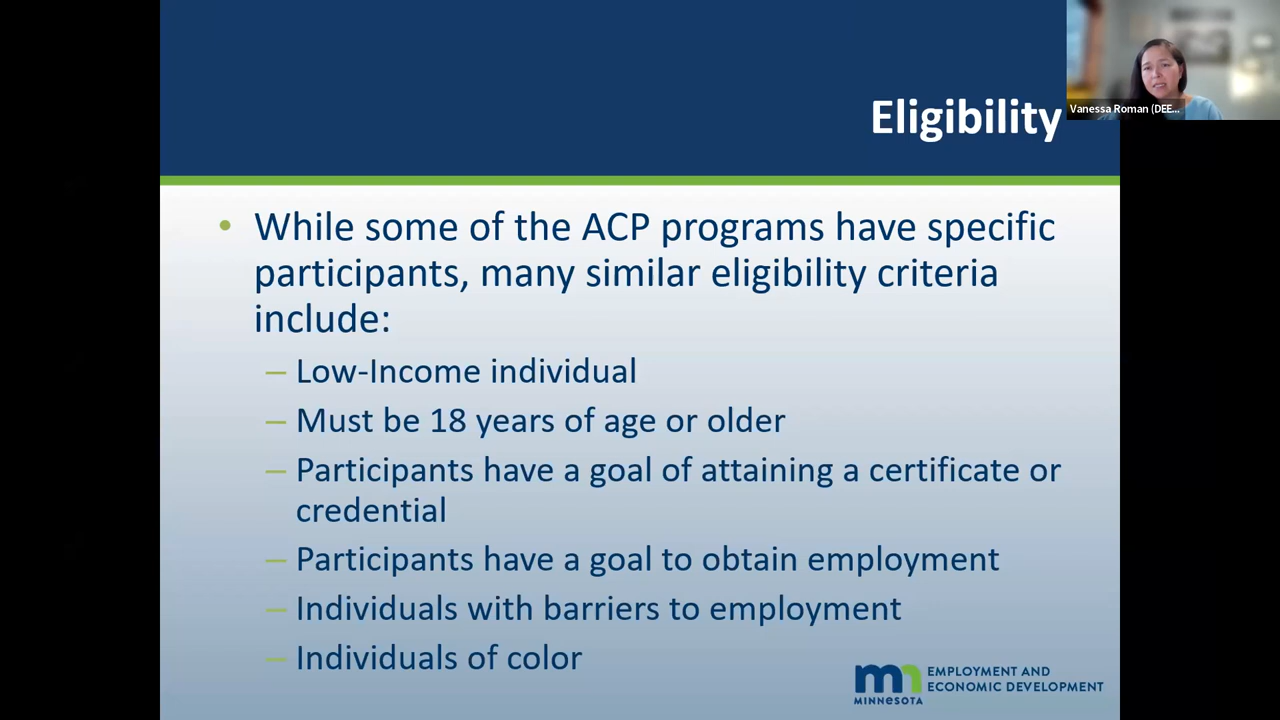 Eligibility
Vanessa Roman (DEE...
• While some of the ACP programs have specific
participants, many similar eligibility criteria
include:
– Low-Income individual
– Must be 18 years of age or older
– Participants have a goal of attaining a certificate or
credential
– Participants have a goal to obtain employment
– Individuals with barriers to employment
– Individuals of color
mn
MINNESOTA
EMPLOYMENT AND
ECONOMIC DEVELOPMENT